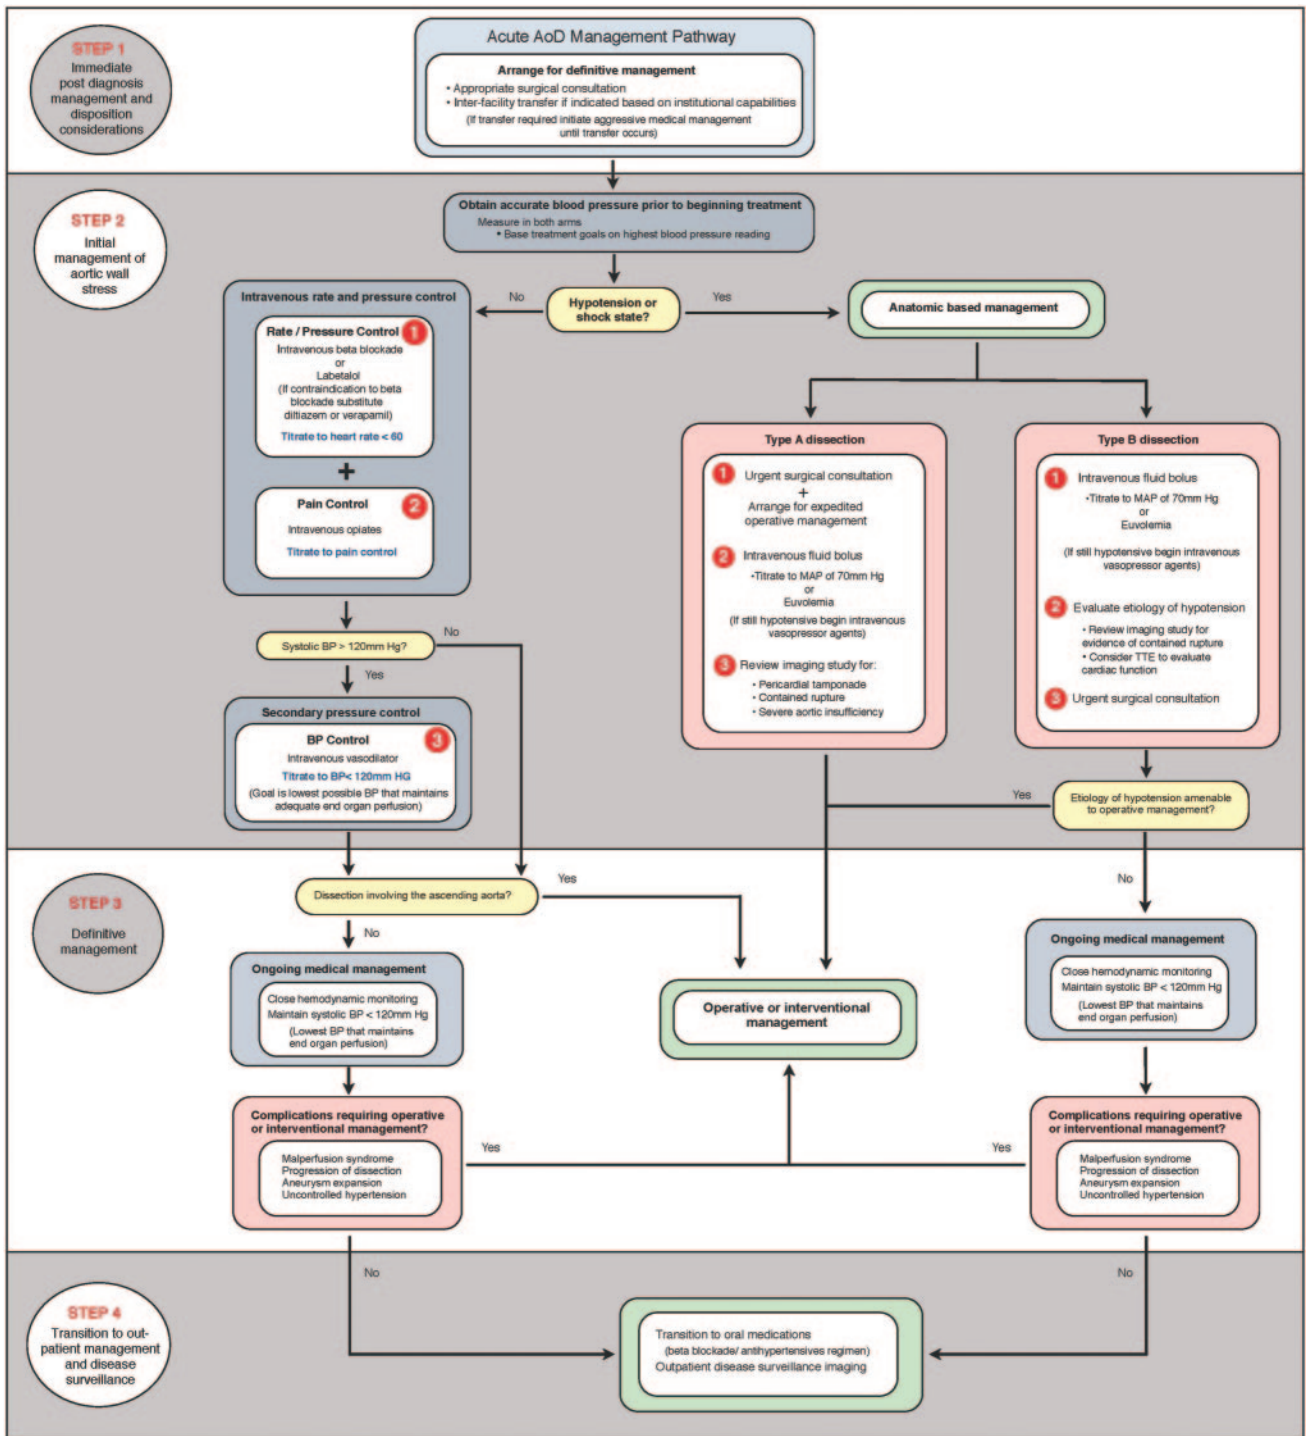 STEP 1
Immediate
post diagnosis
management and
disposition
considerations
Acute AoD Management Pathway
Arrange for definitive management
• Appropriate surgical consultation
• Inter-facility transfer if indicated based on institutional capabilities
(If transfer required initiate aggressive medical management
until transfer occurs)
STEP 2
Initial
management of
aortic wall
stress
Obtain accurate blood pressure prior to beginning treatment
Measure in both arms
• Base treatment goals on highest blood pressure reading
Hypotension or
shock state?
No
Yes
Intravenous rate and pressure control
Rate / Pressure Control
1
Intravenous beta blockade
or
Labetalol
(If contraindication to beta
blockade substitute
diltiazem or verapamil)
Titrate to heart rate < 60
+
Pain Control
2
Intravenous opiates
Titrate to pain control
Systolic BP > 120mm Hg?
No
Yes
Secondary pressure control
BP Control
3
Intravenous vasodilator
Titrate to BP< 120mm HG
(Goal is lowest possible BP that maintains
adequate end organ perfusion)
Anatomic based management
Type A dissection
1 Urgent surgical consultation
+
Arrange for expedited
operative management
2 Intravenous fluid bolus
•Titrate to MAP of 70mm Hg
or
Euvolemia
(If still hypotensive begin intravenous
vasopressor agents)
3 Review imaging study for:
• Pericardial tamponade
• Contained rupture
• Severe aortic insufficiency
Type B dissection
1 Intravenous fluid bolus
•Titrate to MAP of 70mm Hg
or
Euvolemia
(If still hypotensive begin intravenous
vasopressor agents)
2 Evaluate etiology of hypotension
• Review imaging study for
evidence of contained rupture
• Consider TTE to evaluate
cardiac function
3 Urgent surgical consultation
Etiology of hypotension amenable
to operative management?
Yes
No
STEP 3
Definitive
management
Dissection involving the ascending aorta?
Yes
No
Ongoing medical management
Close hemodynamic monitoring
Maintain systolic BP < 120mm Hg
(Lowest BP that maintains
end organ perfusion)
Operative or interventional
management
Ongoing medical management
Close hemodynamic monitoring
Maintain systolic BP < 120mm Hg
(Lowest BP that maintains
end organ perfusion)
Complications requiring operative
or interventional management?
Malperfusion syndrome
Progression of dissection
Aneurysm expansion
Uncontrolled hypertension
Yes
Yes
Complications requiring operative
or interventional management?
Malperfusion syndrome
Progression of dissection
Aneurysm expansion
Uncontrolled hypertension
No
No
STEP 4
Transition to out-
patient management
and disease
surveillance
Transition to oral medications
(beta blockade/ antihypertensives regimen)
Outpatient disease surveillance imaging